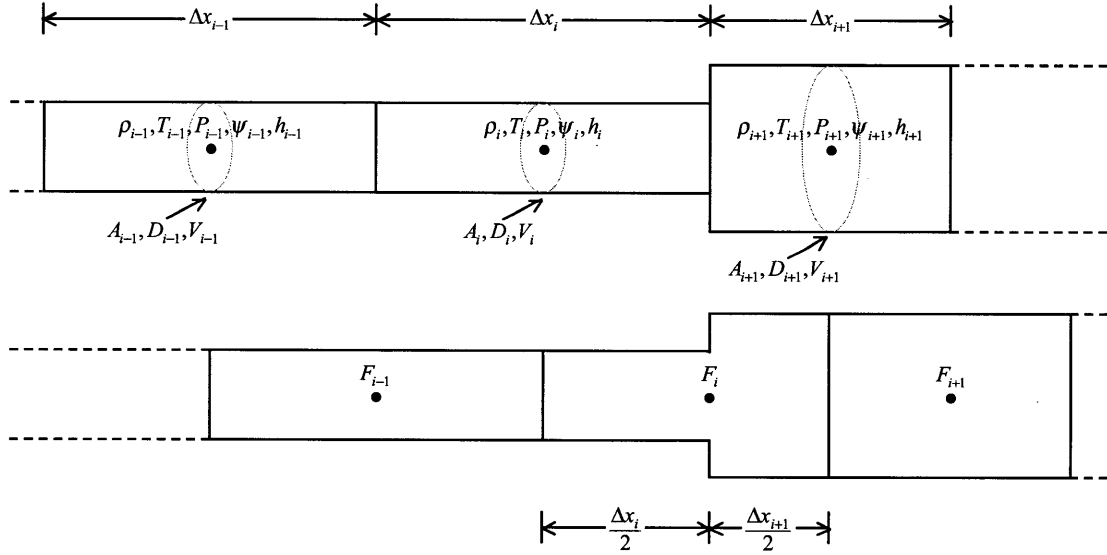 Δx_{i-1} Δx_i Δx_{i+1}
ρ_{i-1}, T_{i-1}, P_{i-1}, ψ_{i-1}, h_{i-1} ρ_i, T_i, P_i, ψ_i, h_i ρ_{i+1}, T_{i+1}, P_{i+1}, ψ_{i+1}, h_{i+1}
A_{i-1}, D_{i-1}, V_{i-1} A_i, D_i, V_i A_{i+1}, D_{i+1}, V_{i+1}
F_{i-1} F_i F_{i+1}
Δx_i/2 Δx_{i+1}/2